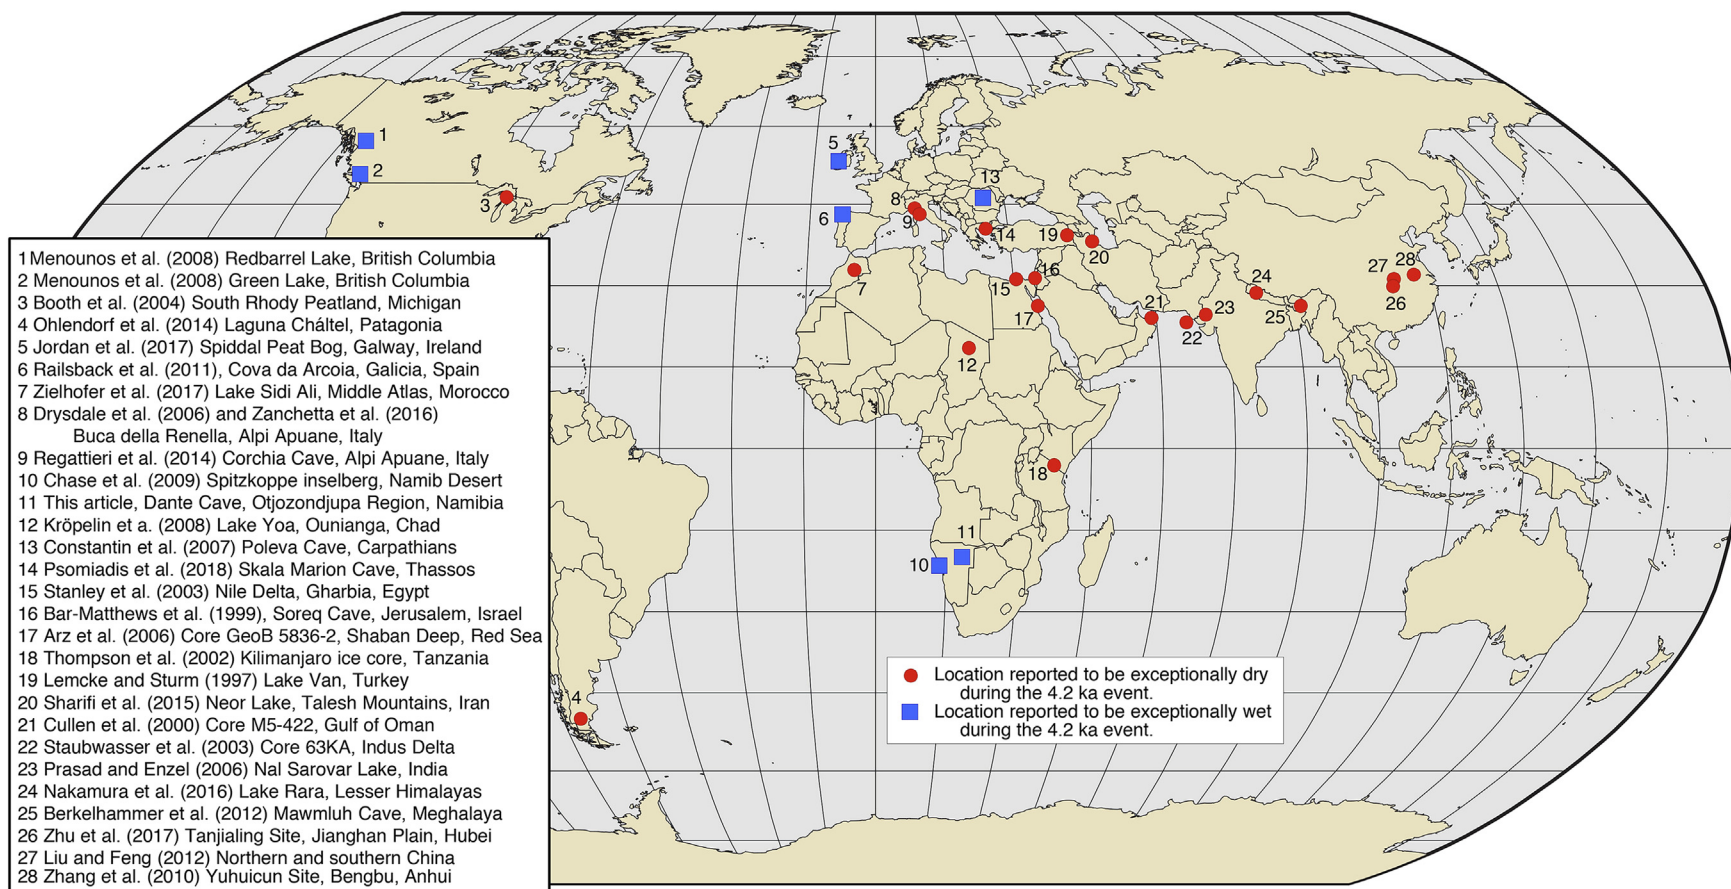 1
2
3
5
6
7
8
9
13
14
19
20
16
15
17
12
18
11
10
4
21
22
23
24
25
27
28
26
1 Menounos et al. (2008) Redbarrel Lake, British Columbia
2 Menounos et al. (2008) Green Lake, British Columbia
3 Booth et al. (2004) South Rhody Peatland, Michigan
4 Ohlendorf et al. (2014) Laguna Cháltel, Patagonia
5 Jordan et al. (2017) Spiddal Peat Bog, Galway, Ireland
6 Railsback et al. (2011), Cova da Arcoia, Galicia, Spain
7 Zielhofer et al. (2017) Lake Sidi Ali, Middle Atlas, Morocco
8 Drysdale et al. (2006) and Zanchetta et al. (2016)
Buca della Renella, Alpi Apuane, Italy
9 Regattieri et al. (2014) Corchia Cave, Alpi Apuane, Italy
10 Chase et al. (2009) Spitzkoppe inselberg, Namib Desert
11 This article, Dante Cave, Otjozondjupa Region, Namibia
12 Kröpelin et a. (2008) Lake Yoa, Ounianga, Chad
13 Constantin et al. (2007) Poleva Cave, Carpathians
14 Psomiadis et al. (2018) Skala Marion Cave, Thassos
15 Stanley et al. (2003) Nile Delta, Gharbia, Egypt
16 Bar-Matthews et al. (1999), Soreq Cave, Jerusalem, Israel
17 Arz et al. (2006) Core GeoB 5836-2, Shaban Deep, Red Sea
18 Thompson et al. (2002) Kilimanjaro ice core, Tanzania
19 Lemcke and Sturm (1997) Lake Van, Turkey
20 Sharifi et al. (2015) Neor Lake, Talesh Mountains, Iran
21 Cullen et al. (2000) Core M5-422, Gulf of Oman
22 Staubwasser et al. (2003) Core 63KA, Indus Delta
23 Prasad and Enzel (2006) Nal Sarovar Lake, India
24 Nakamura et al. (2016) Lake Rara, Lesser Himalayas
25 Berkelhammer et al. (2012) Mawmluh Cave, Meghalaya
26 Zhu et al. (2017) Tanjialing Site, Jianghan Plain, Hubei
27 Liu and Feng (2012) Northern and southern China
28 Zhang et al. (2010) Yuhuicun Site, Bengbu, Anhui
Location reported to be exceptionally dry
during the 4.2 ka event.
Location reported to be exceptionally wet
during the 4.2 ka event.